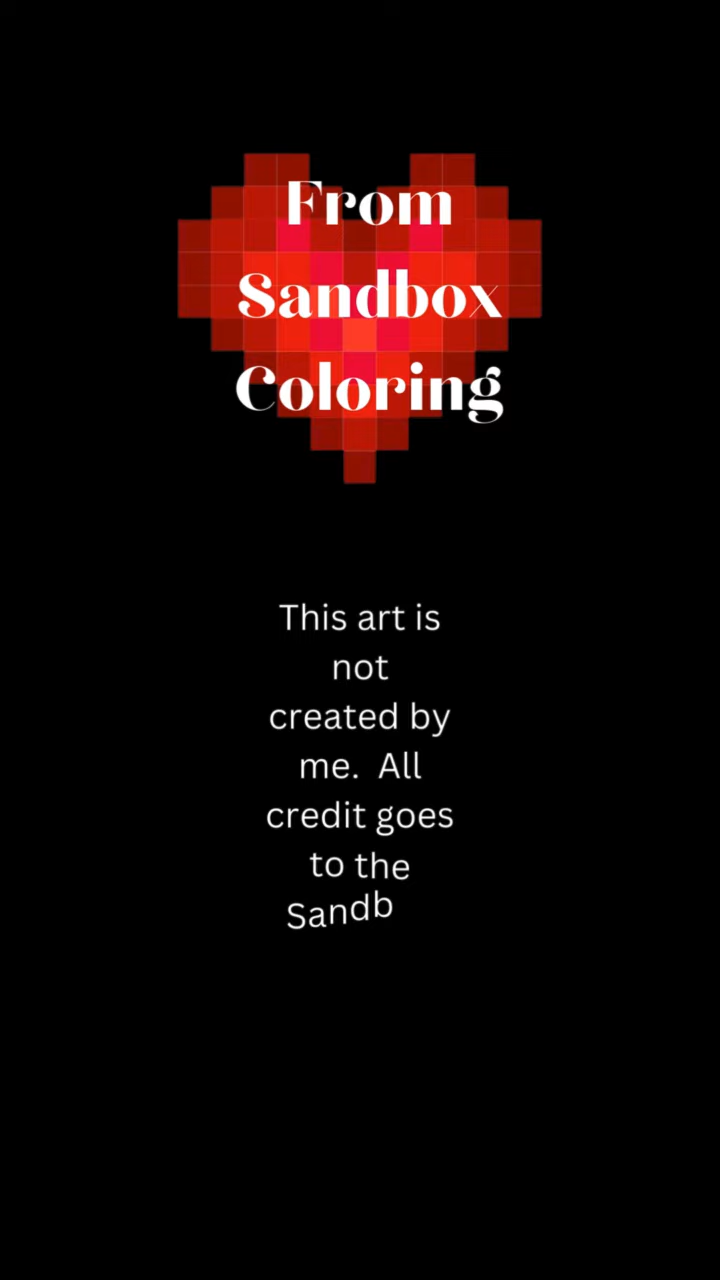 From
Sandbox
Coloring
This art is
not
created by
me.  All
credit goes
to the
Sandb